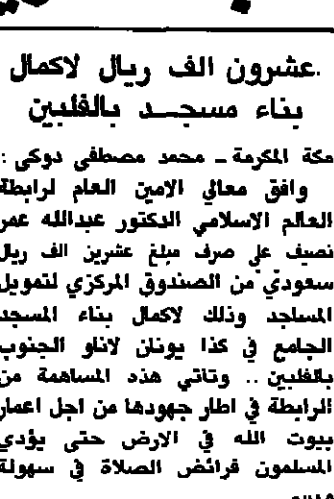 عشرون الف ريال لاكمال
بناء مسجــد بالفلبين
مكة المكرمة ــ محمد مصطفى دوكى :
وافق معالي الامين العام لرابطة
العالم الاسلامي الدكتور عبدالله عمر
نصيف على صرف مبلغ عشرين الف ريال
سعودي من الصندوق المركزي لتمويل
المساجد وذلك لاكمال بناء المسجد
الجامع في كذا يونان لاناو الجنوب
بالفلبين .. وتاتي هذه المساهمة من
الرابطة في اطار جهودها من اجل اعمار
بيوت الله في الارض حتى يؤدي
المسلمون فرائض الصلاة في سهولة